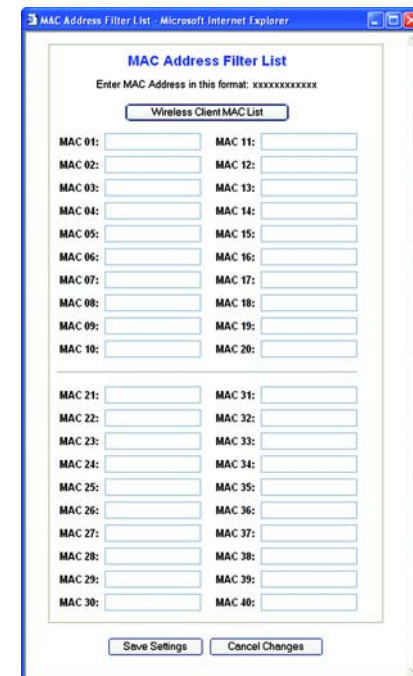 MAC Address Filter List - Microsoft Internet Explorer
MAC Address Filter List
Enter MAC Address in this format: xxxxxxxxxxxx
Wireless Client MAC List
MAC 01: MAC 11:
MAC 02: MAC 12:
MAC 03: MAC 13:
MAC 04: MAC 14:
MAC 05: MAC 15:
MAC 06: MAC 16:
MAC 07: MAC 17:
MAC 08: MAC 18:
MAC 09: MAC 19:
MAC 10: MAC 20:
MAC 21: MAC 31:
MAC 22: MAC 32:
MAC 23: MAC 33:
MAC 24: MAC 34:
MAC 25: MAC 35:
MAC 26: MAC 36:
MAC 27: MAC 37:
MAC 28: MAC 38:
MAC 29: MAC 39:
MAC 30: MAC 40:
Save Settings Cancel Changes